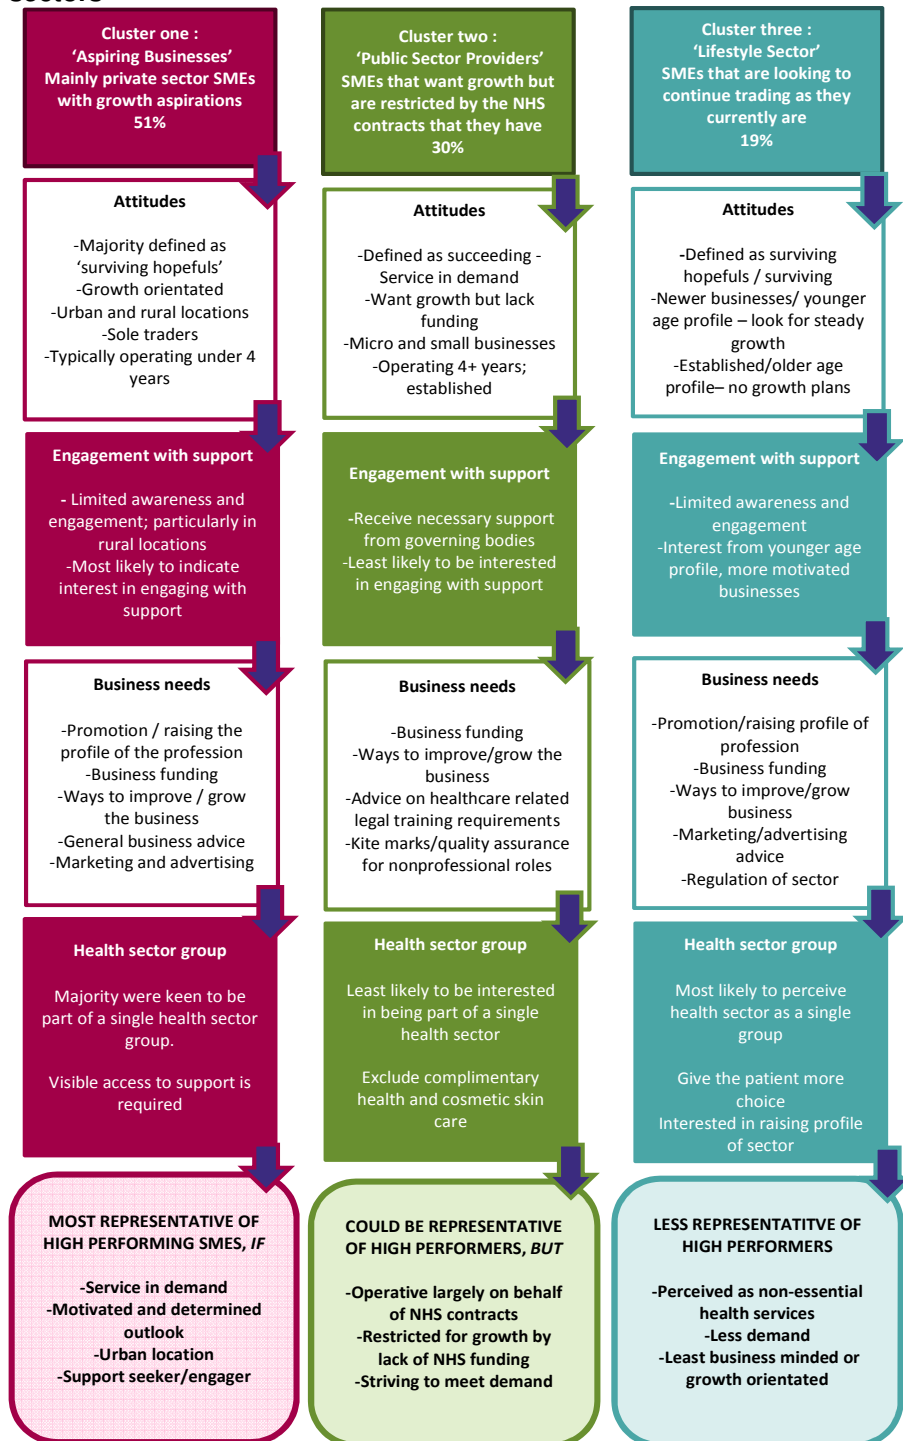 sectors
Cluster one :
‘Aspiring Businesses’
Mainly private sector SMEs
with growth aspirations
51%
Attitudes
-Majority defined as
‘surviving hopefuls’
-Growth orientated
-Urban and rural locations
-Sole traders
-Typically operating under 4
years
Engagement with support
- Limited awareness and
engagement; particularly in
rural locations
-Most likely to indicate
interest in engaging with
support
Business needs
-Promotion / raising the
profile of the profession
-Business funding
-Ways to improve / grow
the business
-General business advice
-Marketing and advertising
Health sector group
Majority were keen to be
part of a single health sector
group.
Visible access to support is
required
MOST REPRESENTATIVE OF
HIGH PERFORMING SMES, IF
-Service in demand
-Motivated and determined
outlook
-Urban location
-Support seeker/engager
Cluster two :
‘Public Sector Providers’
SMEs that want growth but
are restricted by the NHS
contracts that they have
30%
Attitudes
-Defined as succeeding -
Service in demand
-Want growth but lack
funding
-Micro and small businesses
-Operating 4+ years;
established
Engagement with support
-Receive necessary support
from governing bodies
-Least likely to be interested
in engaging with support
Business needs
-Business funding
-Ways to improve/grow the
business
-Advice on healthcare related
legal training requirements
-Kite marks/quality assurance
for nonprofessional roles
Health sector group
Least likely to be interested
in being part of a single
health sector
Exclude complimentary
health and cosmetic skin
care
COULD BE REPRESENTATIVE
OF HIGH PERFORMERS, BUT
-Operative largely on behalf
of NHS contracts
-Restricted for growth by
lack of NHS funding
-Striving to meet demand
Cluster three :
‘Lifestyle Sector’
SMEs that are looking to
continue trading as they
currently are
19%
Attitudes
-Defined as surviving
hopefuls / surviving
-Newer businesses/ younger
age profile – look for steady
growth
-Established/older age
profile– no growth plans
Engagement with support
-Limited awareness and
engagement
-Interest from younger age
profile, more motivated
businesses
Business needs
-Promotion/raising profile of
profession
-Business funding
-Ways to improve/grow
business
-Marketing/advertising
advice
-Regulation of sector
Health sector group
Most likely to perceive
health sector as a single
group
Give the patient more
choice
Interested in raising profile
of sector
LESS REPRESENTATITVE OF
HIGH PERFORMERS
-Perceived as non-essential
health services
-Less demand
-Least business minded or
growth orientated